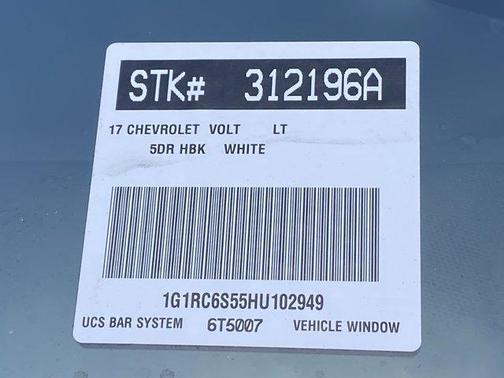 STK# 312196A
17 CHEVROLET VOLT LT
5DR HBK WHITE
1G1RC6S55HU102949
UCS BAR SYSTEM 6T5007 VEHICLE WINDOW